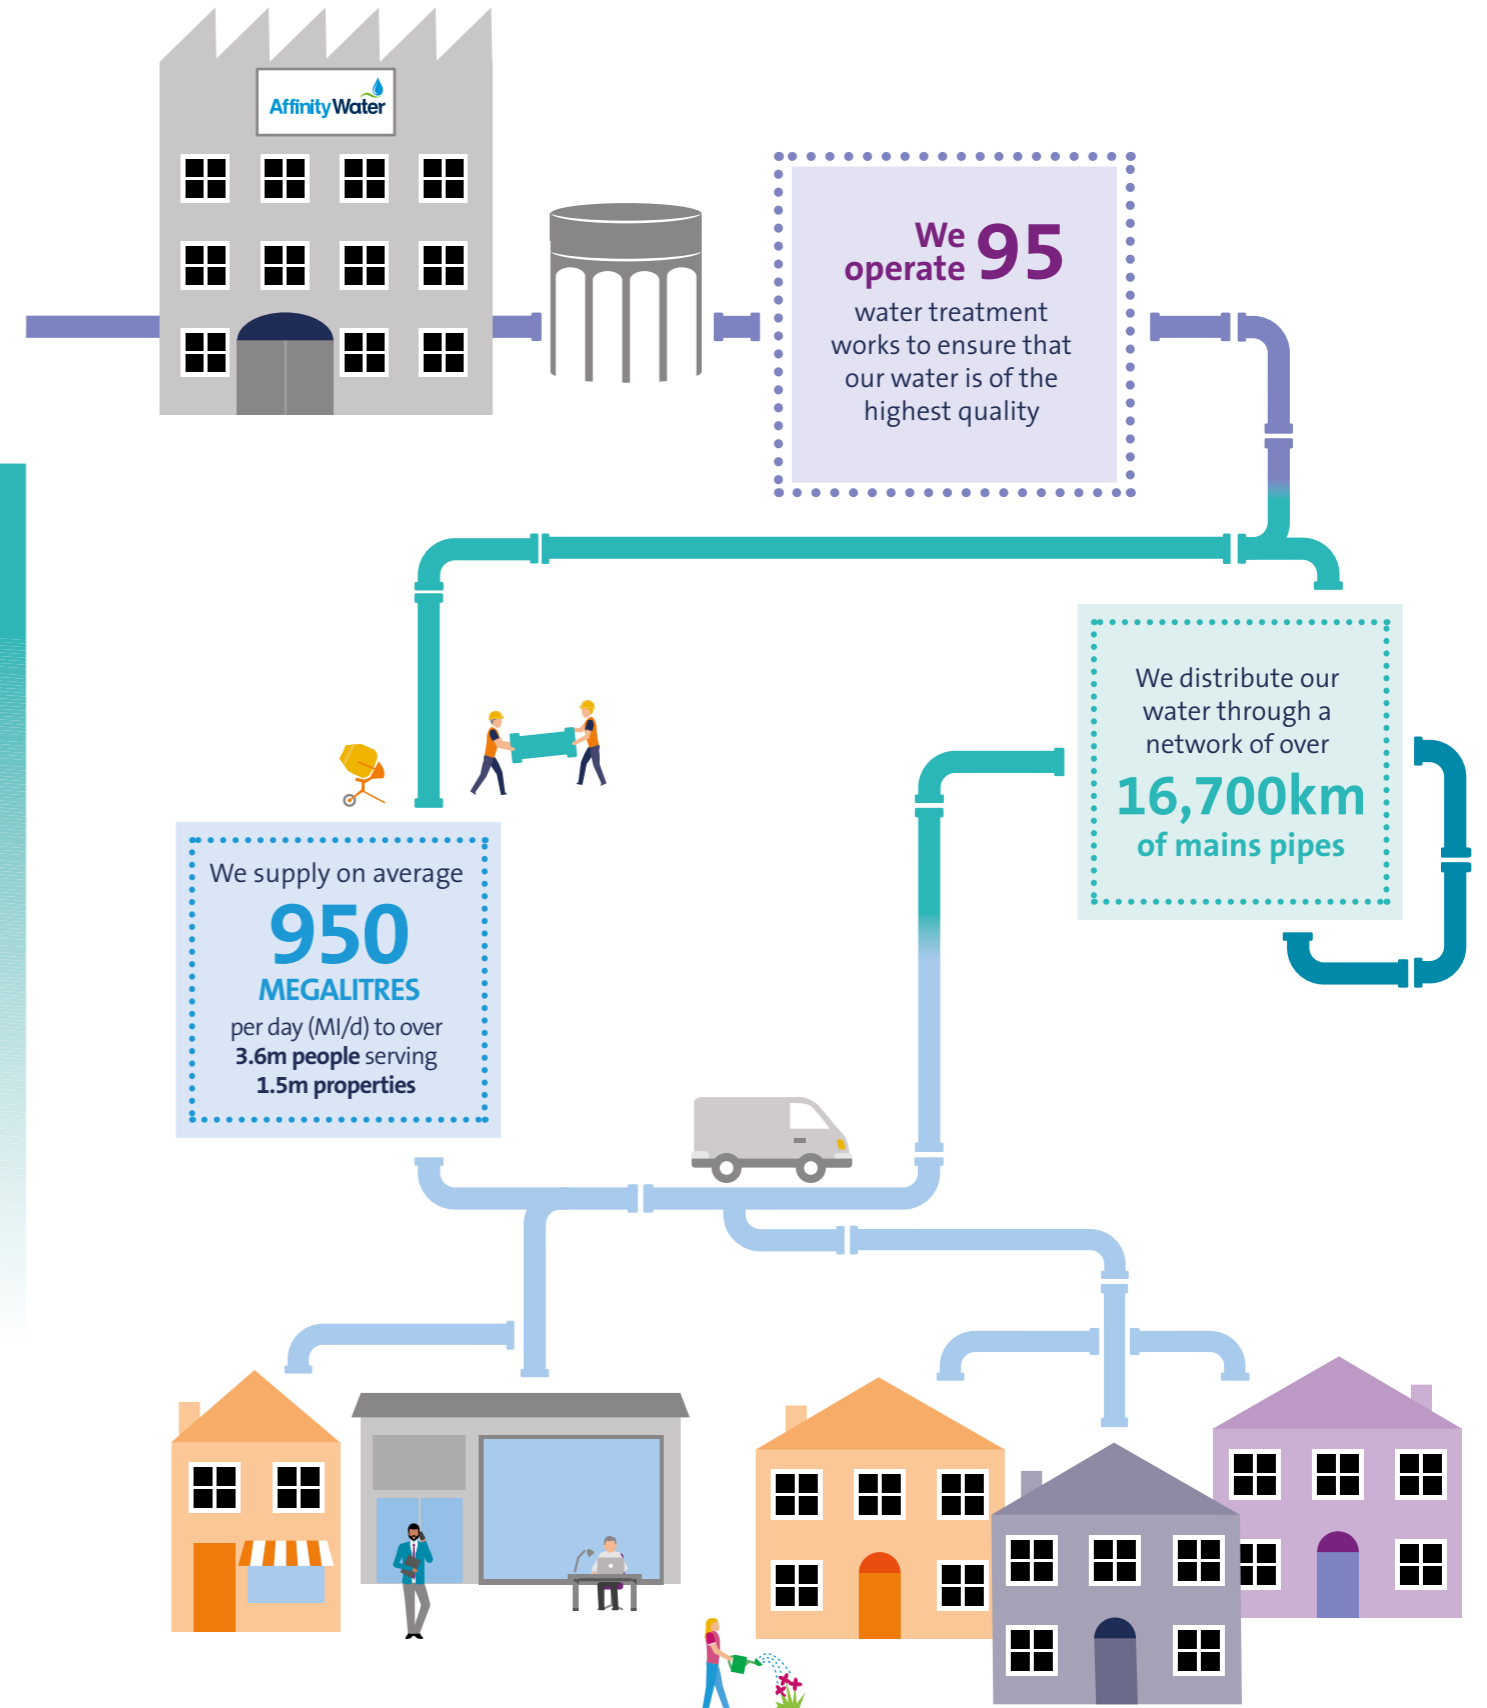 Affinity Water
We
operate 95
water treatment
works to ensure that
our water is of the
highest quality
We distribute our
water through a
network of over
16,700km
of mains pipes
We supply on average
950
MEGALITRES
per day (Ml/d) to over
3.6m people serving
1.5m properties